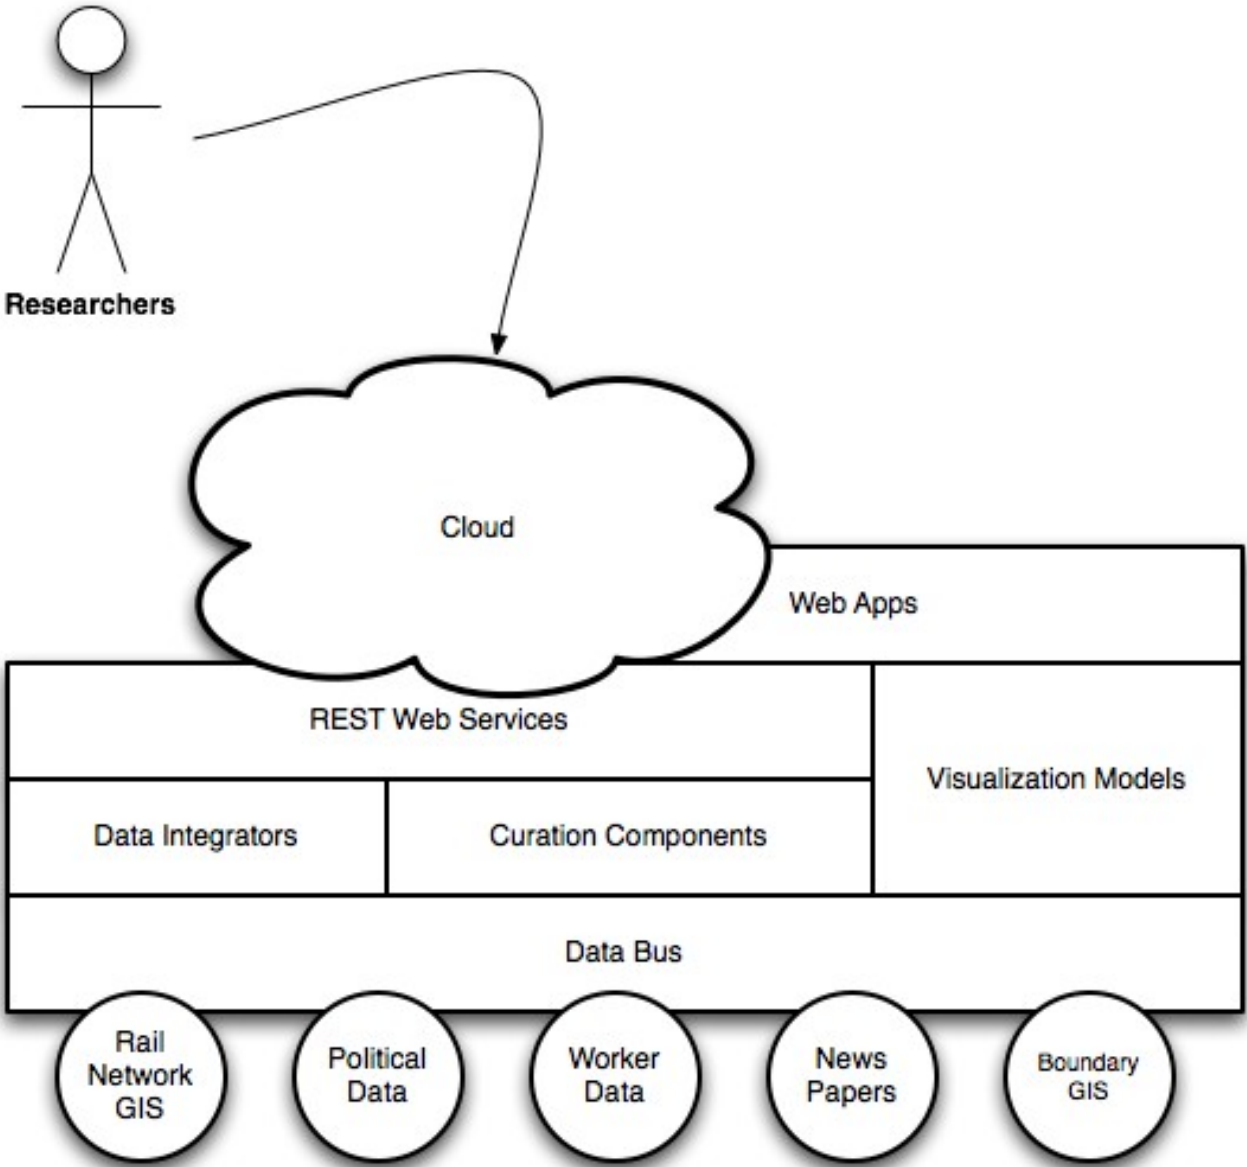 Researchers
Cloud
Web Apps
REST Web Services
Visualization Models
Data Integrators
Curation Components
Data Bus
Rail
Network
GIS
Political
Data
Worker
Data
News
Papers
Boundary
GIS